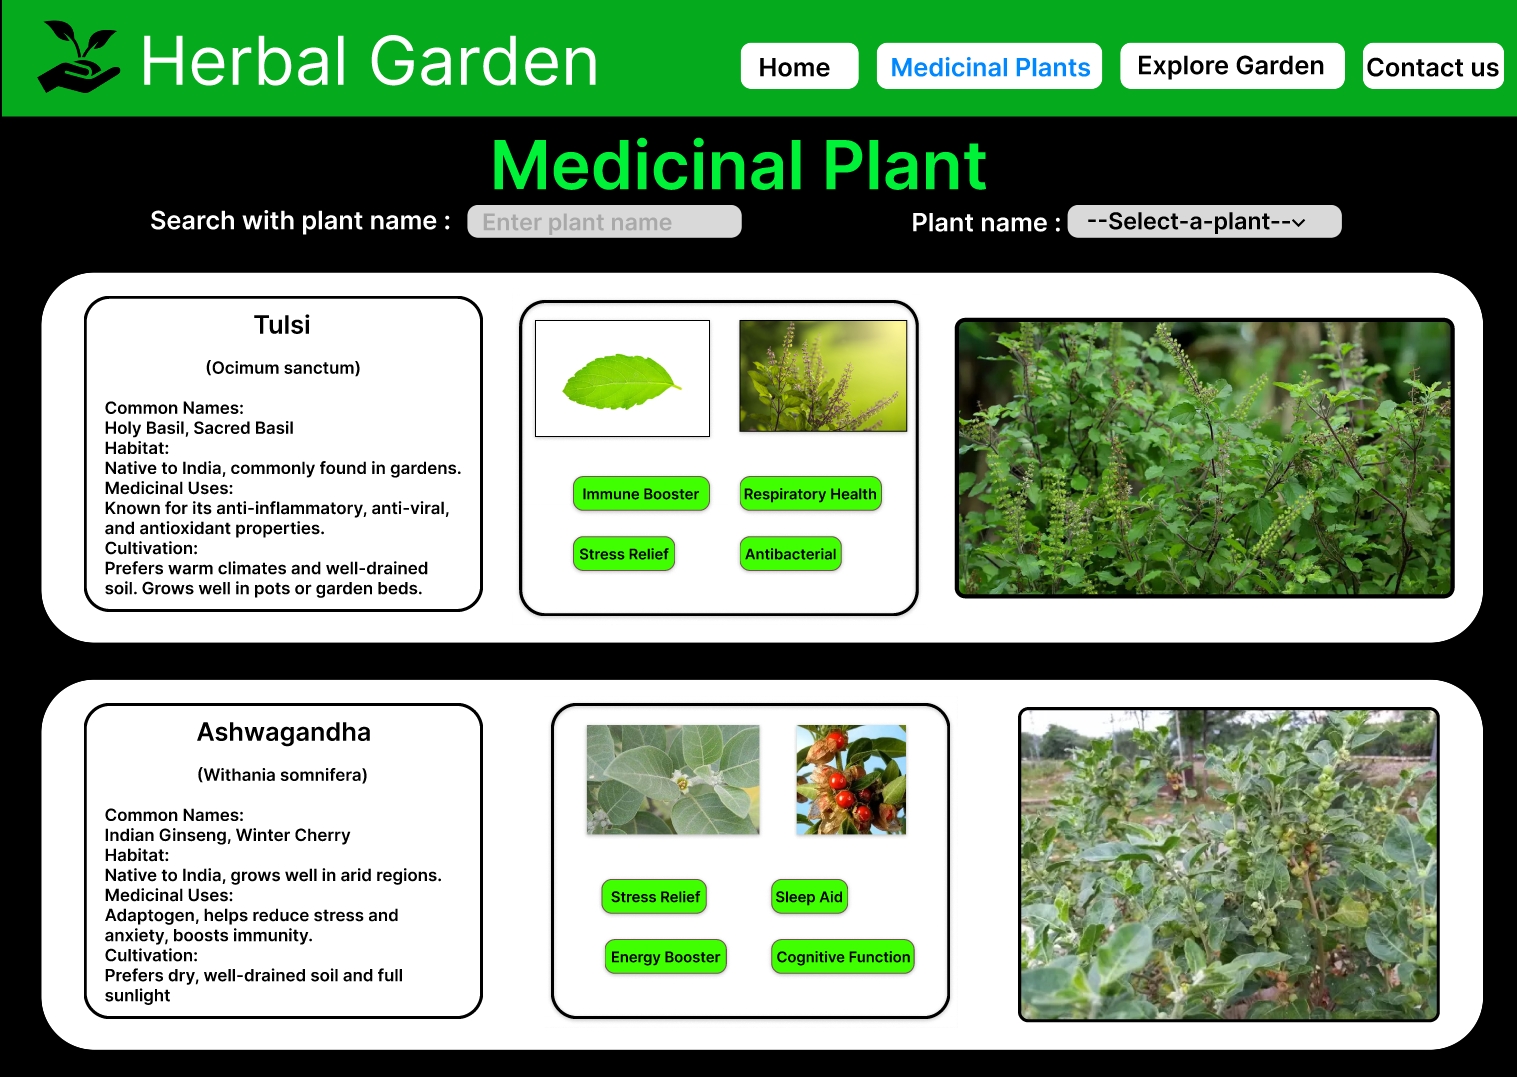 Herbal Garden
Home
Medicinal Plants
Explore Garden
Contact us
Medicinal Plant
Search with plant name :
Enter plant name
Plant name :
--Select-a-plant--
Tulsi
(Ocimum sanctum)
Common Names:
Holy Basil, Sacred Basil
Habitat:
Native to India, commonly found in gardens.
Medicinal Uses:
Known for its anti-inflammatory, anti-viral,
and antioxidant properties.
Cultivation:
Prefers warm climates and well-drained
soil. Grows well in pots or garden beds.
Immune Booster
Respiratory Health
Stress Relief
Antibacterial
Ashwagandha
(Withania somnifera)
Common Names:
Indian Ginseng, Winter Cherry
Habitat:
Native to India, grows well in arid regions.
Medicinal Uses:
Adaptogen, helps reduce stress and
anxiety, boosts immunity.
Cultivation:
Prefers dry, well-drained soil and full
sunlight
Stress Relief
Sleep Aid
Energy Booster
Cognitive Function